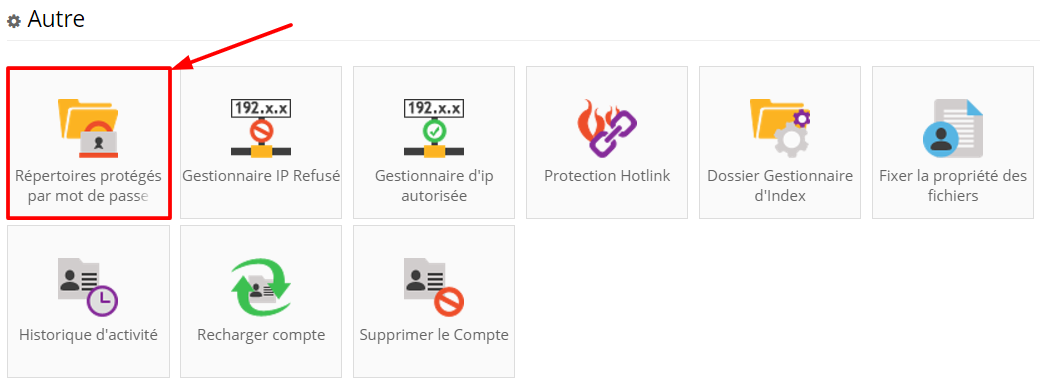 Autre
192.x.x
192.x.x
Répertoires protégés
par mot de passe
Gestionnaire IP Refusé
Gestionnaire d'ip
autorisée
Protection Hotlink
Dossier Gestionnaire
d'Index
Fixer la propriété des
fichiers
Historique d'activité
Recharger compte
Supprimer le Compte